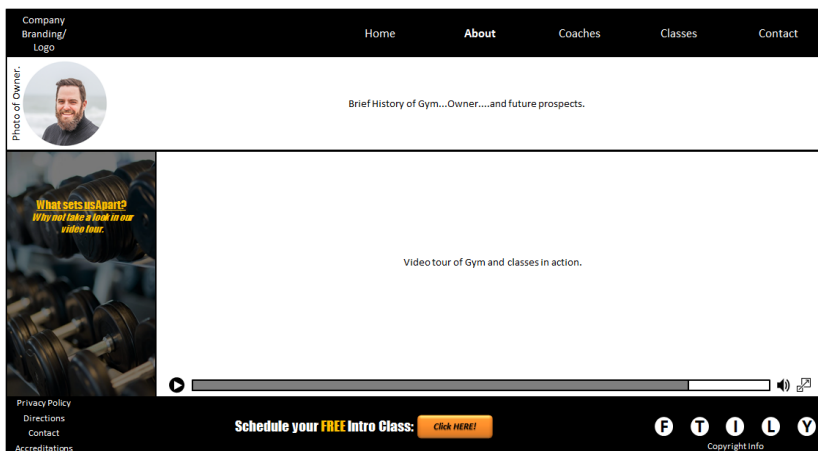 Company
Branding/
Logo
Home About Coaches Classes Contact
Photo of Owner.
Brief History of Gym...Owner....and future prospects.
What sets usApart?
Why not take a look in our
video tour.
Video tour of Gym and classes in action.
Privacy Policy
Directions
Contact
Accreditations
Schedule your FREE Intro Class: Click HERE!
F T I L Y
Copyright Info